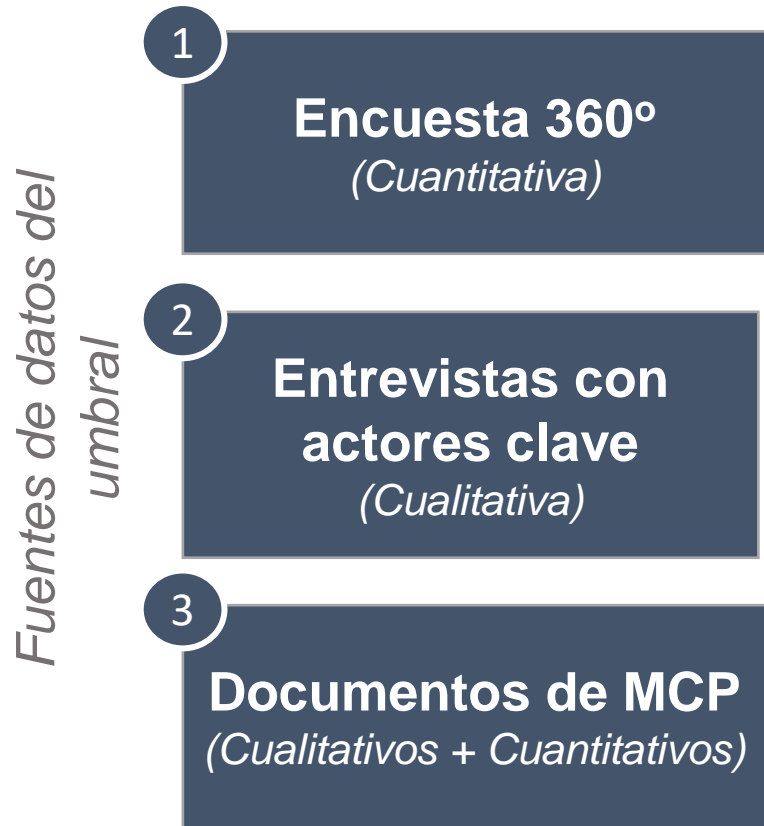 Fuentes de datos del
umbral
1
Encuesta 360º
(Cuantitativa)
2
Entrevistas con
actores clave
(Cualitativa)
3
Documentos de MCP
(Cualitativos + Cuantitativos)